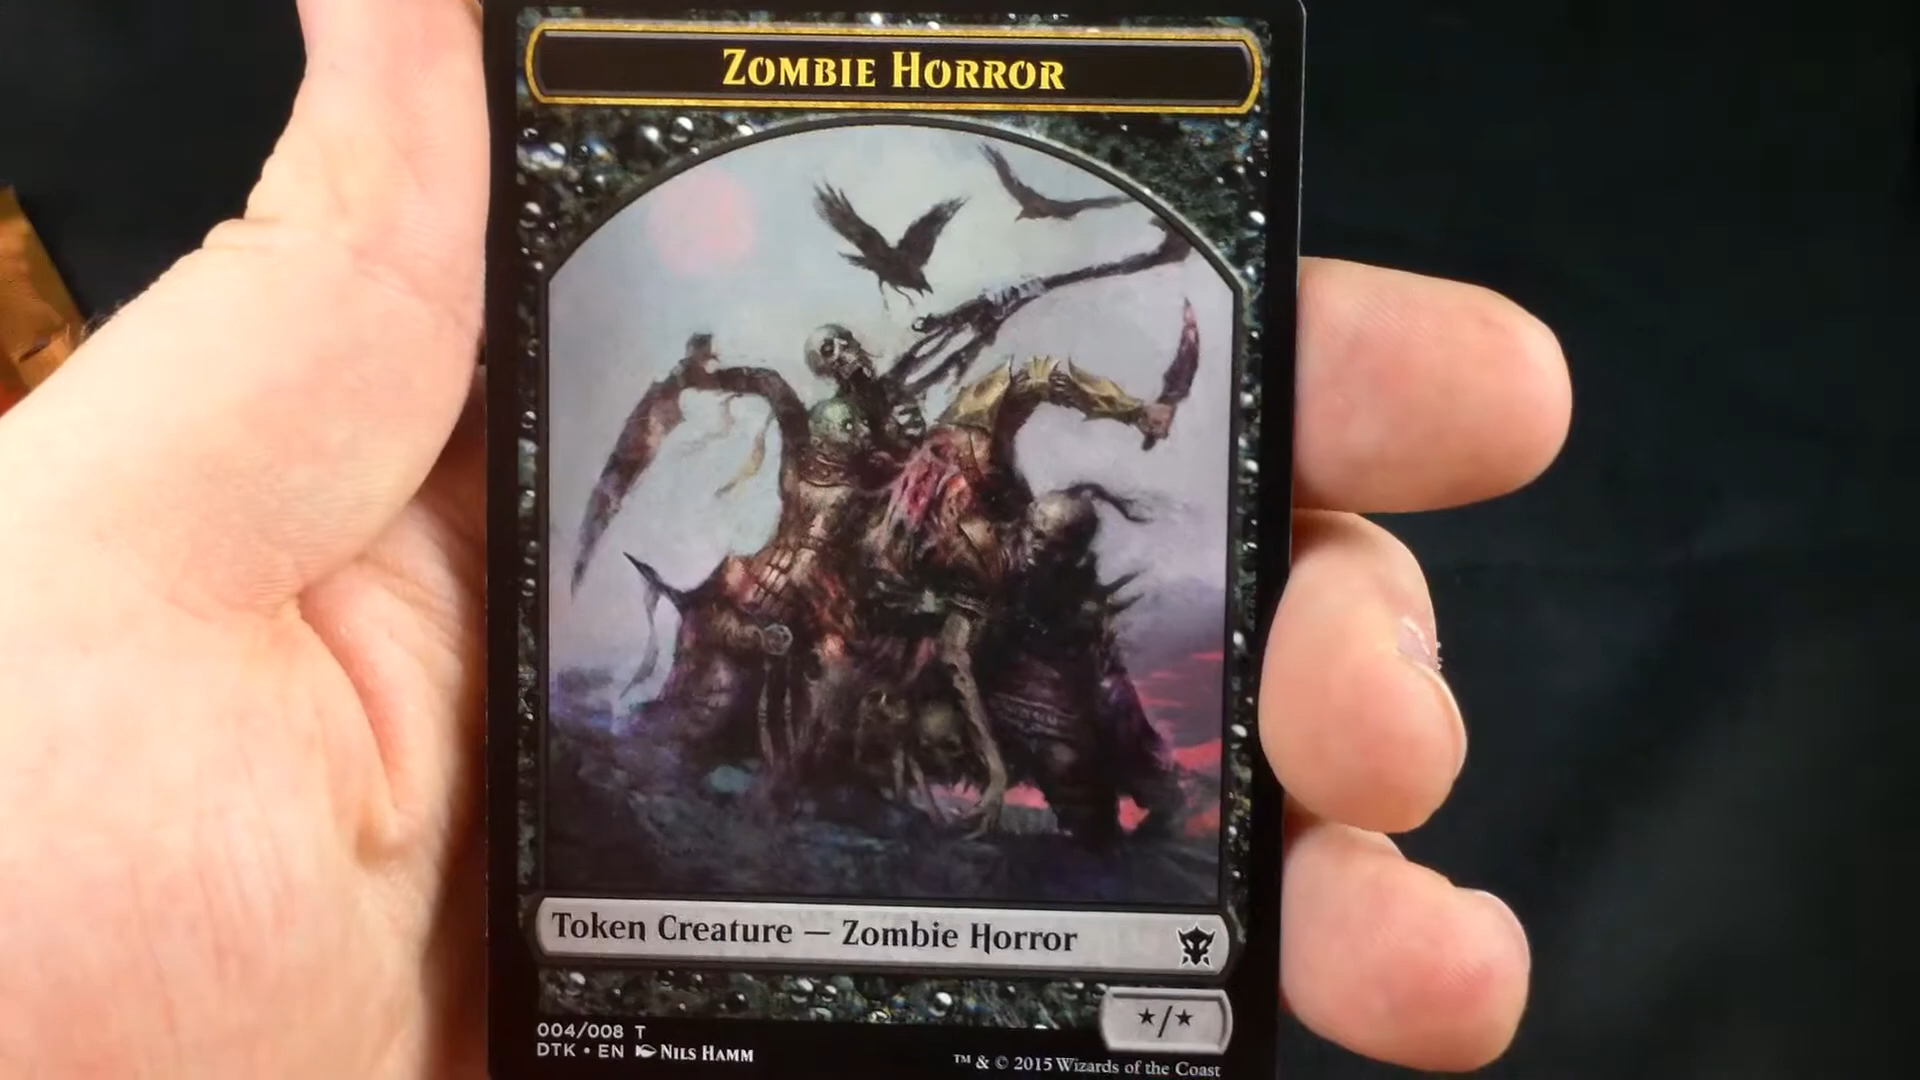 Zombie Horror
Token Creature — Zombie Horror
★/★
004/008 T
DTK • EN Nils Hamm
™ & © 2015 Wizards of the Coast